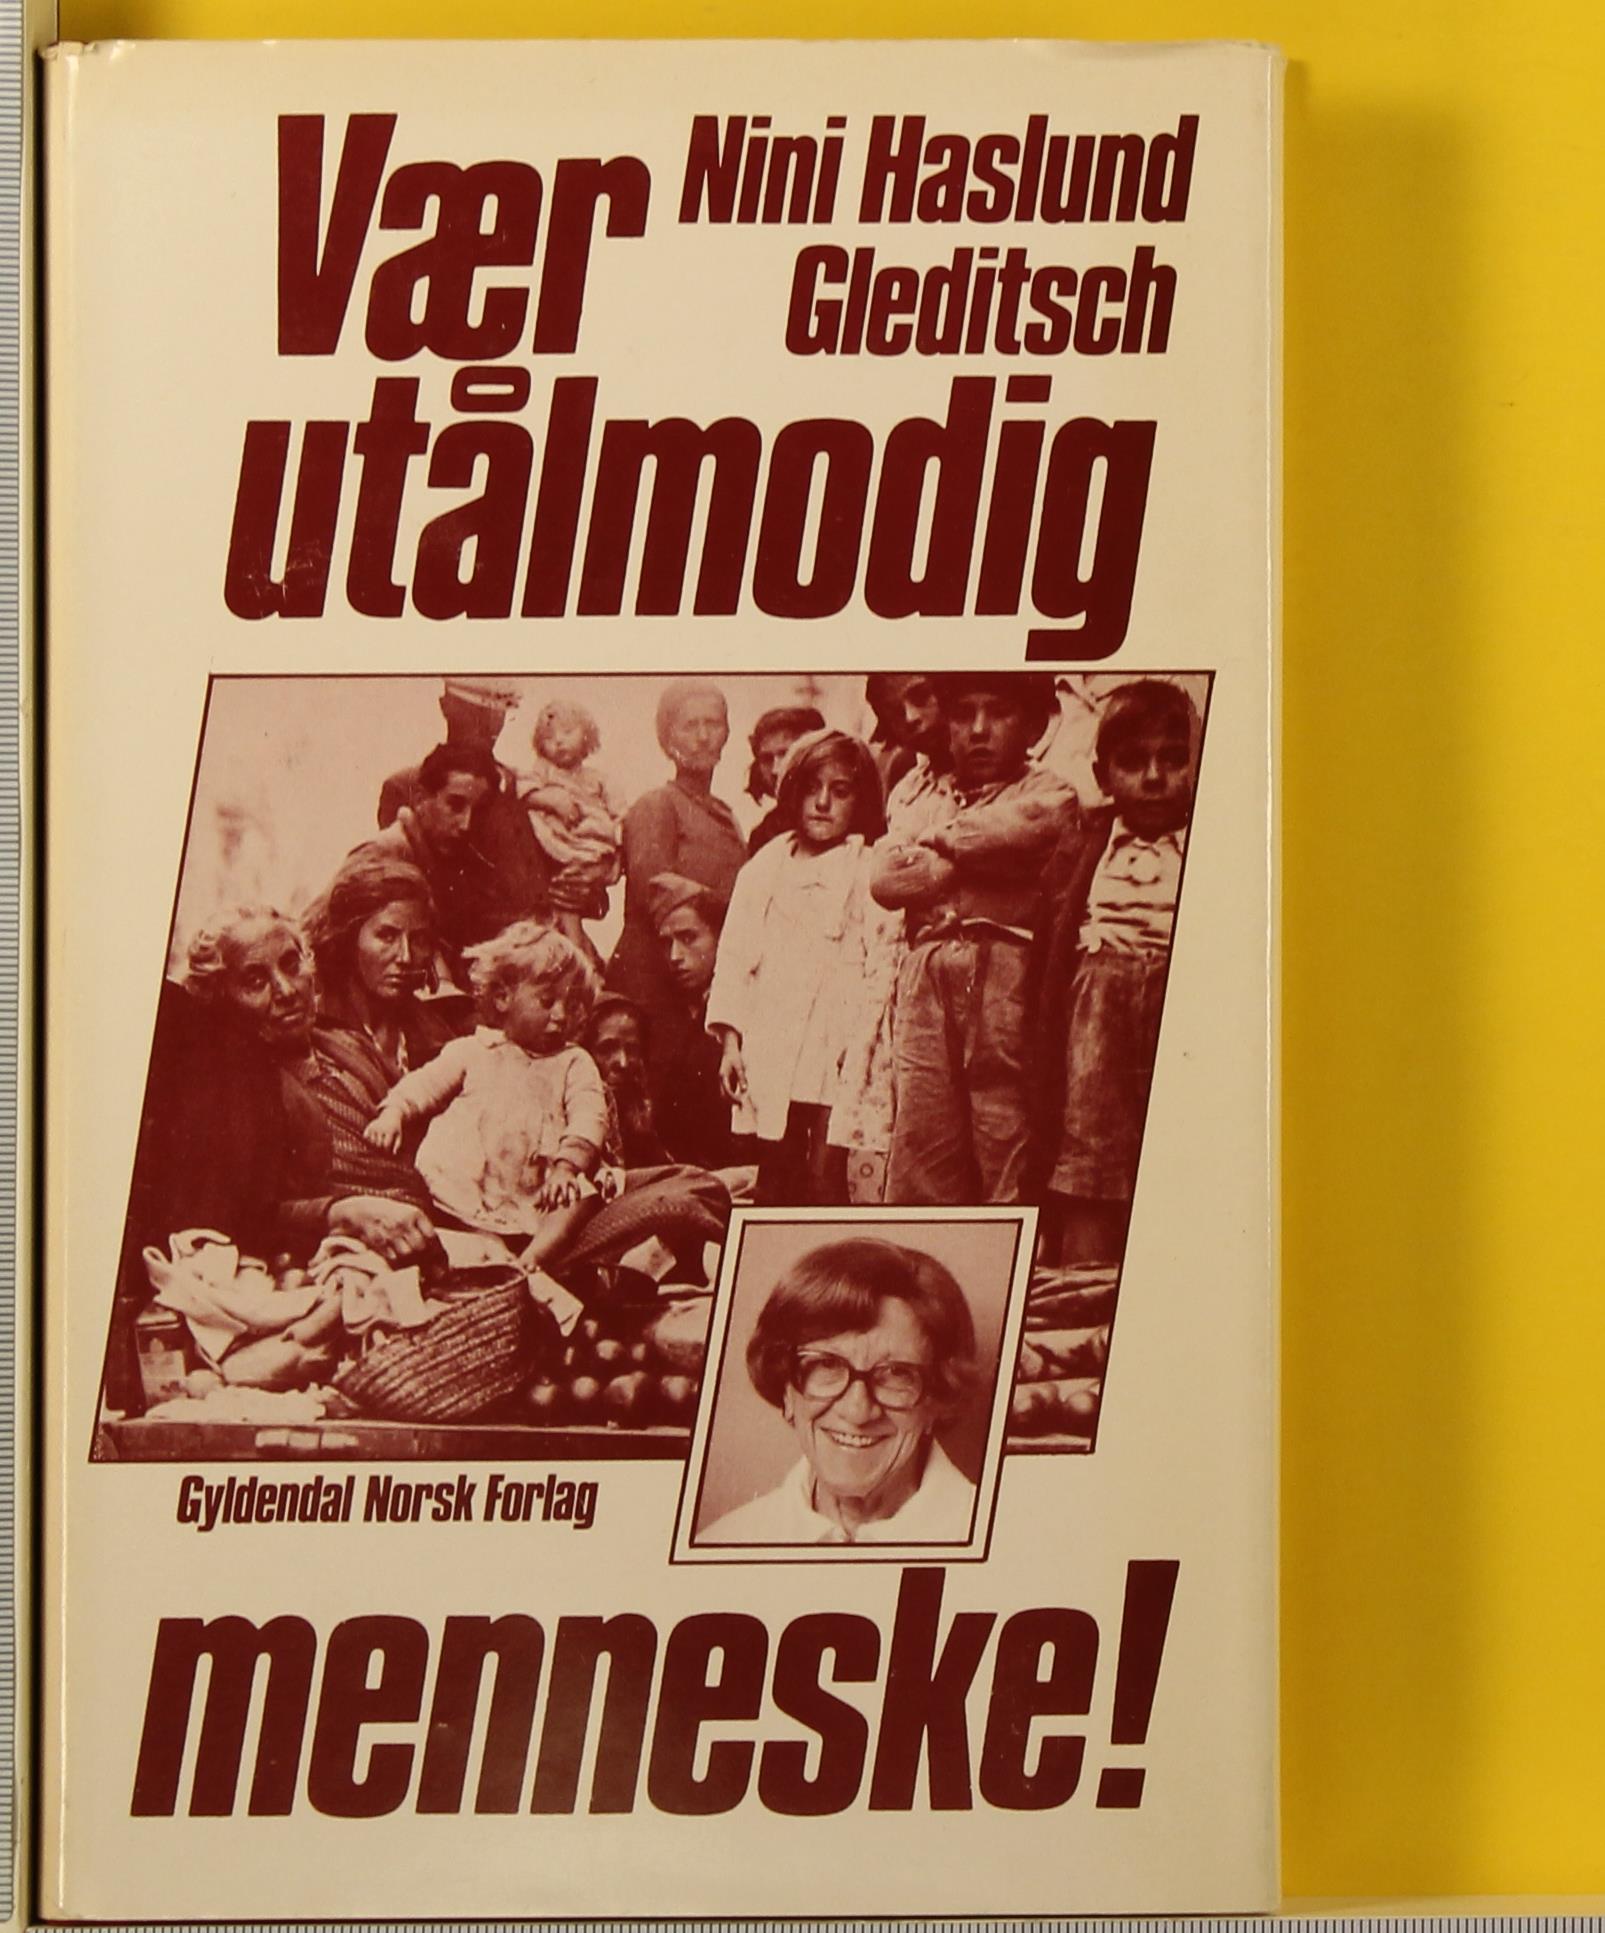 Vær
Nini Haslund
Gleditsch
utålmodig
Gyldendal Norsk Forlag
menneske!